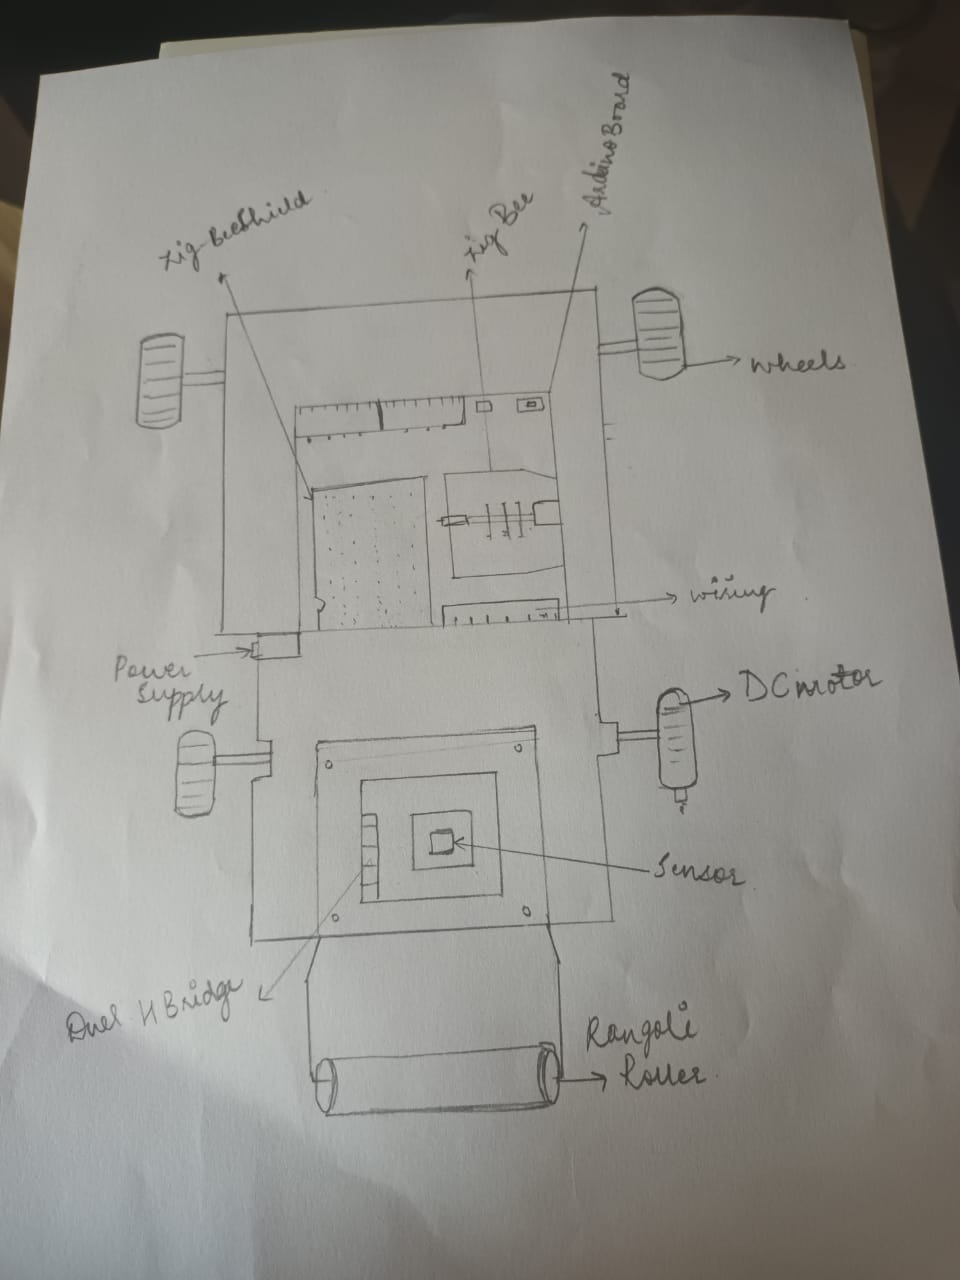 Zig-BeeShield
Zig Bee
Arduino Board
Wheels
wiring
Power
Supply
DC motor
Sensor
Duel H Bridge
Rangoli
Roller